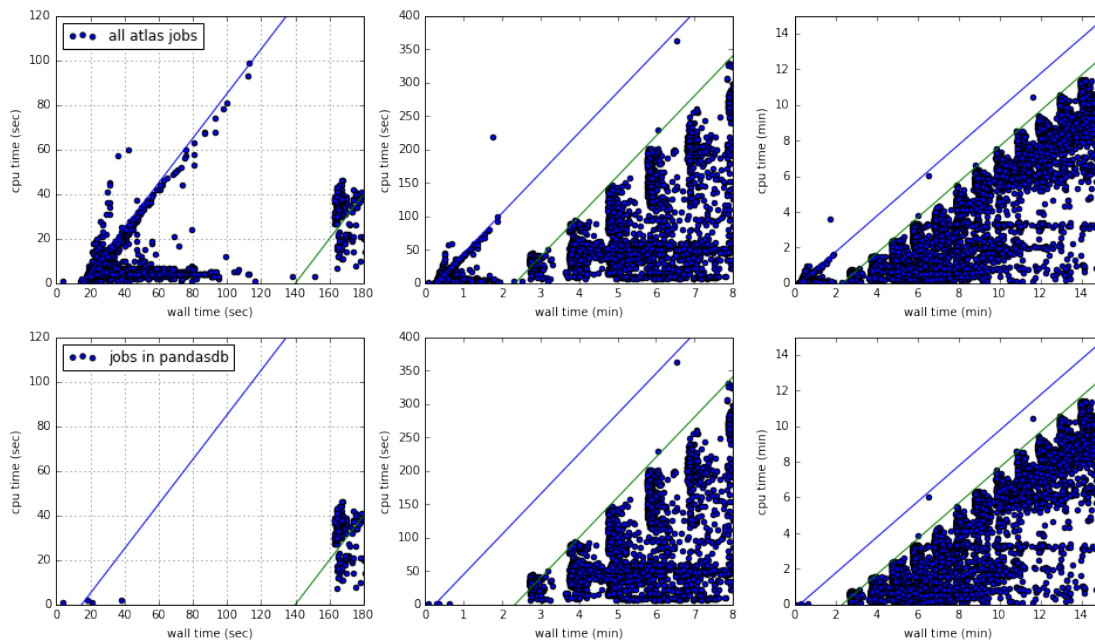 all atlas jobs
120
100
80
60
40
20
0
cpu time (sec)
0 20 40 60 80 100 120 140 160 180
wall time (sec)
400
350
300
250
200
150
100
50
0
cpu time (sec)
0 1 2 3 4 5 6 7 8
wall time (min)
14
12
10
8
6
4
2
0
cpu time (min)
0 2 4 6 8 10 12 14
wall time (min)
jobs in pandasdb
120
100
80
60
40
20
0
cpu time (sec)
0 20 40 60 80 100 120 140 160 180
wall time (sec)
400
350
300
250
200
150
100
50
0
cpu time (sec)
0 1 2 3 4 5 6 7 8
wall time (min)
14
12
10
8
6
4
2
0
cpu time (min)
0 2 4 6 8 10 12 14
wall time (min)